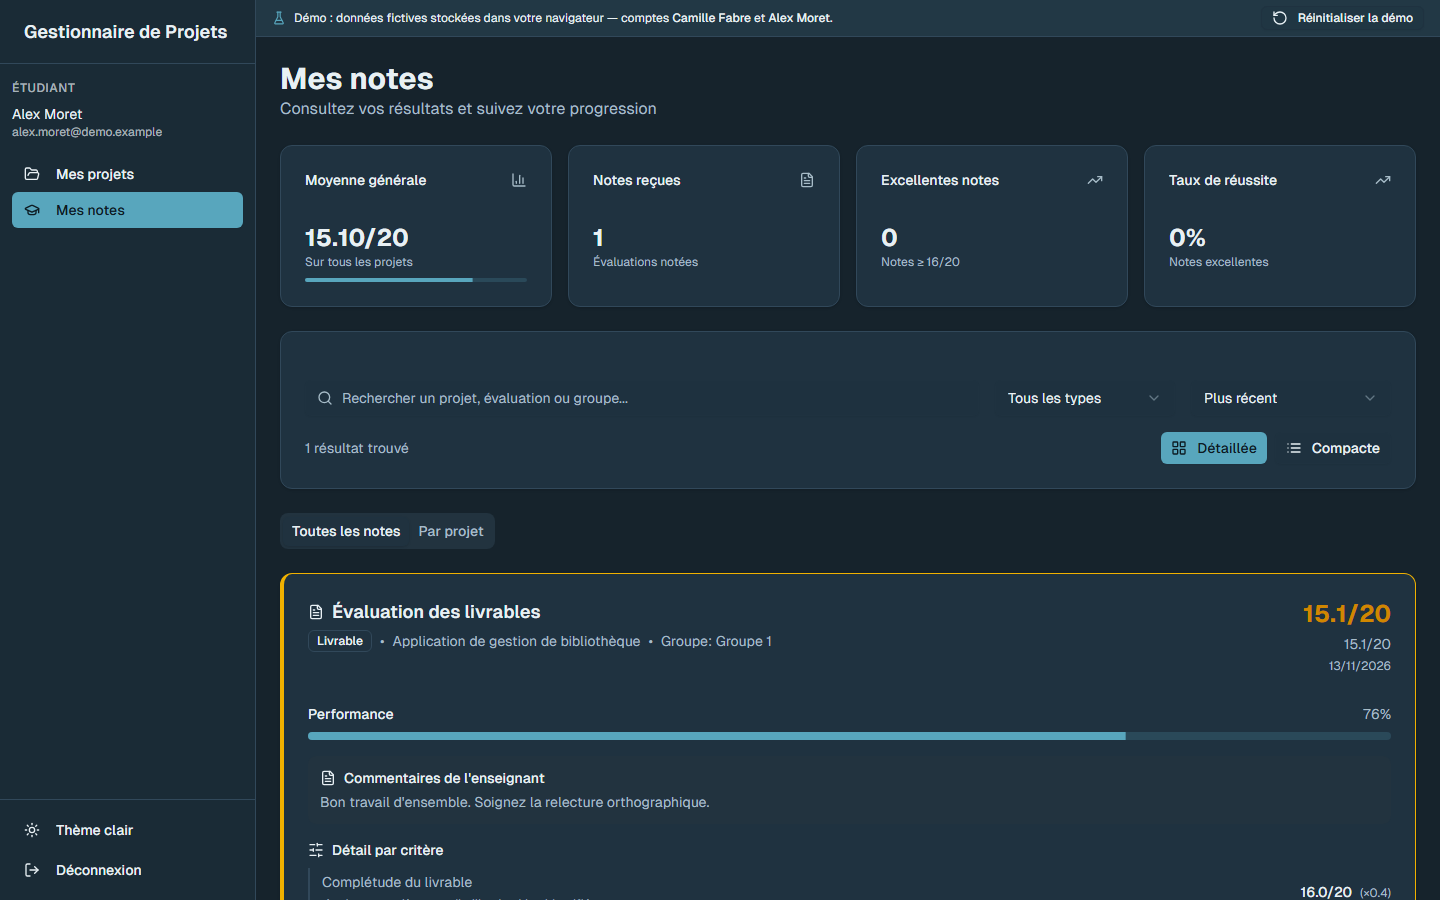 Gestionnaire de Projets
ÉTUDIANT
Alex Moret
alex.moret@demo.example
Mes projets
Mes notes
Thème clair
Déconnexion
Démo : données fictives stockées dans votre navigateur — comptes Camille Fabre et Alex Moret.
Réinitialiser la démo
Mes notes
Consultez vos résultats et suivez votre progression
Moyenne générale
15.10/20
Sur tous les projets
Notes reçues
1
Évaluations notées
Excellentes notes
0
Notes ≥ 16/20
Taux de réussite
0%
Notes excellentes
Rechercher un projet, évaluation ou groupe...
Tous les types
Plus récent
1 résultat trouvé
Détaillée
Compacte
Toutes les notes
Par projet
Évaluation des livrables
15.1/20
Livrable • Application de gestion de bibliothèque • Groupe: Groupe 1
15.1/20
13/11/2026
Performance
76%
Commentaires de l'enseignant
Bon travail d'ensemble. Soignez la relecture orthographique.
Détail par critère
Complétude du livrable
16.0/20 (×0.4)